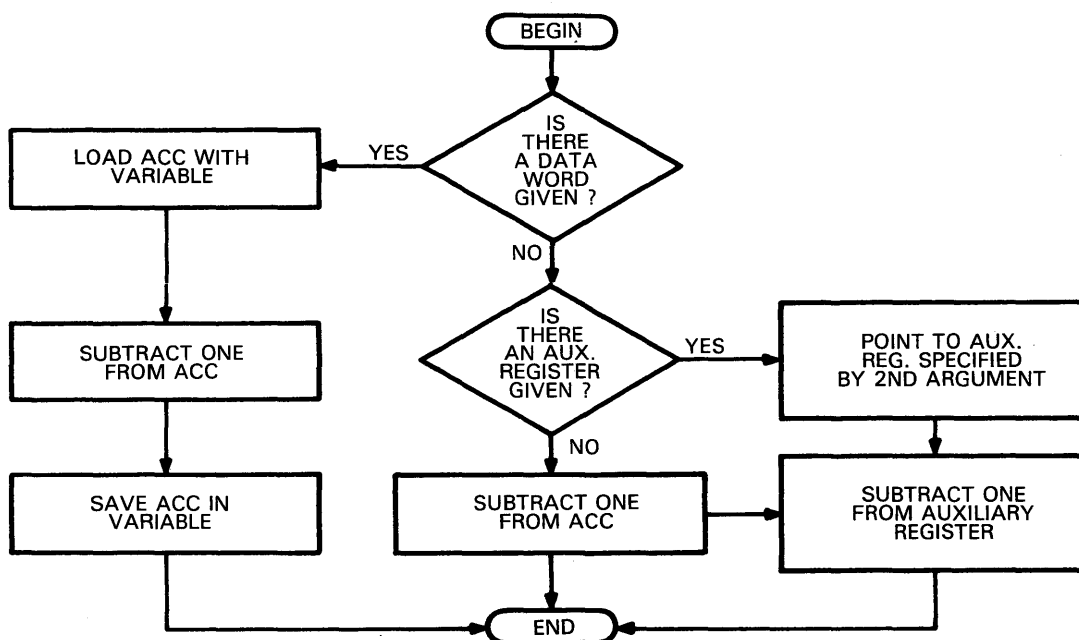 BEGIN
IS
THERE
A DATA
WORD
GIVEN ?
YES
LOAD ACC WITH
VARIABLE
NO
SUBTRACT ONE
FROM ACC
SAVE ACC IN
VARIABLE
IS
THERE
AN AUX.
REGISTER
GIVEN ?
YES
POINT TO AUX.
REG. SPECIFIED
BY 2ND ARGUMENT
NO
SUBTRACT ONE
FROM ACC
SUBTRACT ONE
FROM AUXILIARY
REGISTER
END